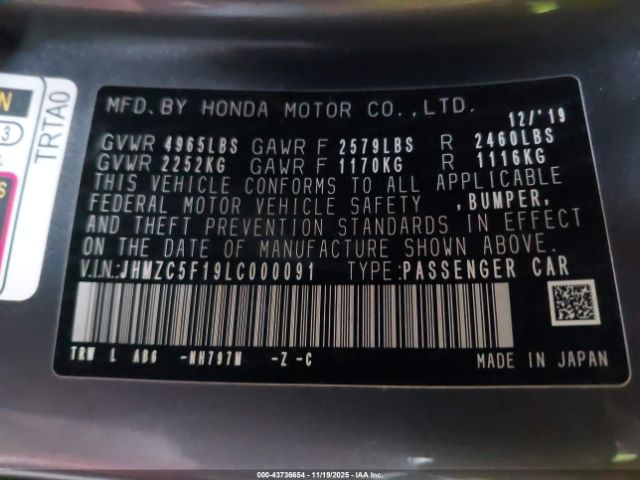 MFD.BY HONDA MOTOR CO.,LTD.
12/'19
GVWR 4965LBS GAWR F 2579LBS R 2460LBS
GVWR 2252KG GAWR F 1170KG R 1116KG
THIS VEHICLE CONFORMS TO ALL APPLICABLE
FEDERAL MOTOR VEHICLE SAFETY ,BUMPER,
AND THEFT PREVENTION STANDARDS IN EFFECT
ON THE DATE OF MANUFACTURE SHOWN ABOVE.
V.I.N:JHMZC5F19LC000091 TYPE:PASSENGER CAR
TRW L AB6 -NH797M -Z -C
MADE IN JAPAN
TRTA0
N
3
S
000-43736654 - 11/19/2025 - IAA Inc.